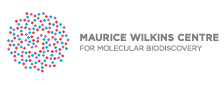 MAURICE WILKINS CENTRE
FOR MOLECULAR BIODISCOVERY